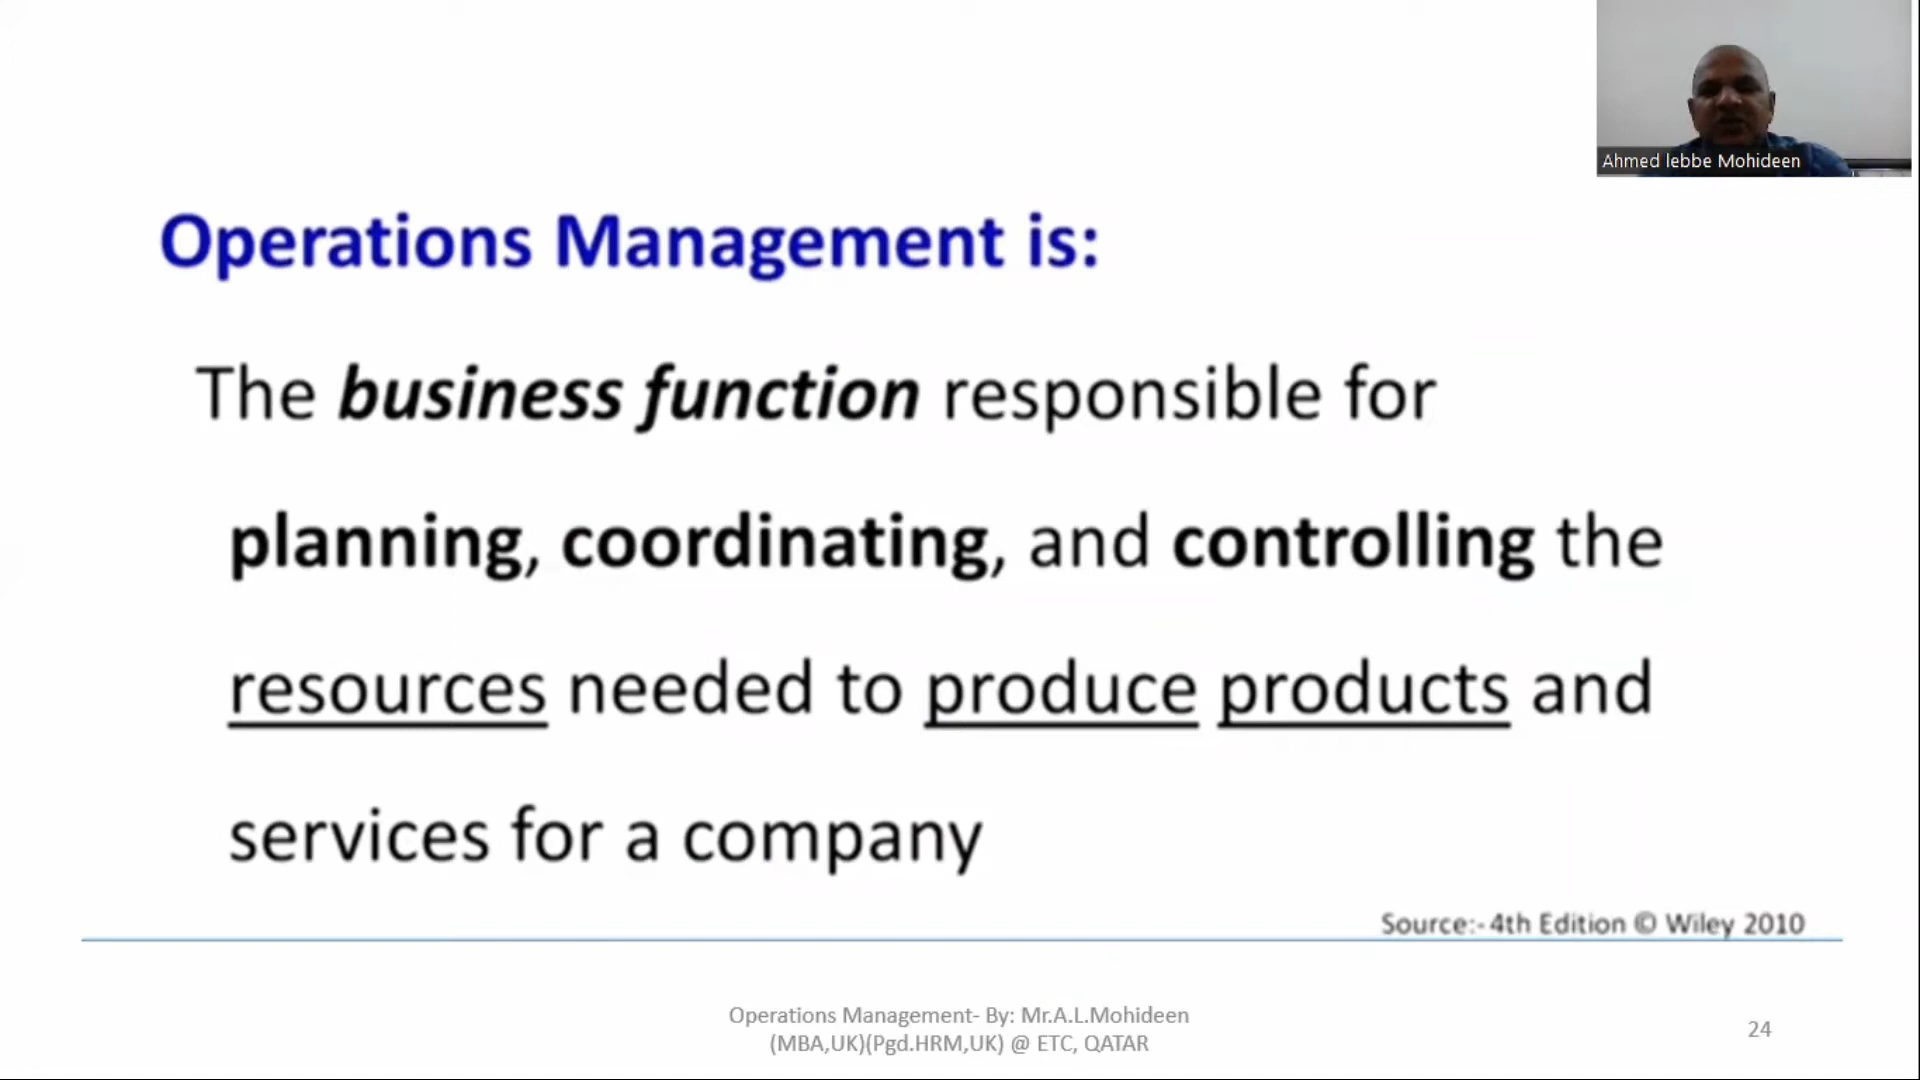 Ahmed lebbe Mohideen
Operations Management is:
The business function responsible for
planning, coordinating, and controlling the
resources needed to produce products and
services for a company
Source:- 4th Edition © Wiley 2010
Operations Management- By: Mr.A.L.Mohideen
(MBA,UK)(Pgd.HRM,UK) @ ETC, QATAR
24